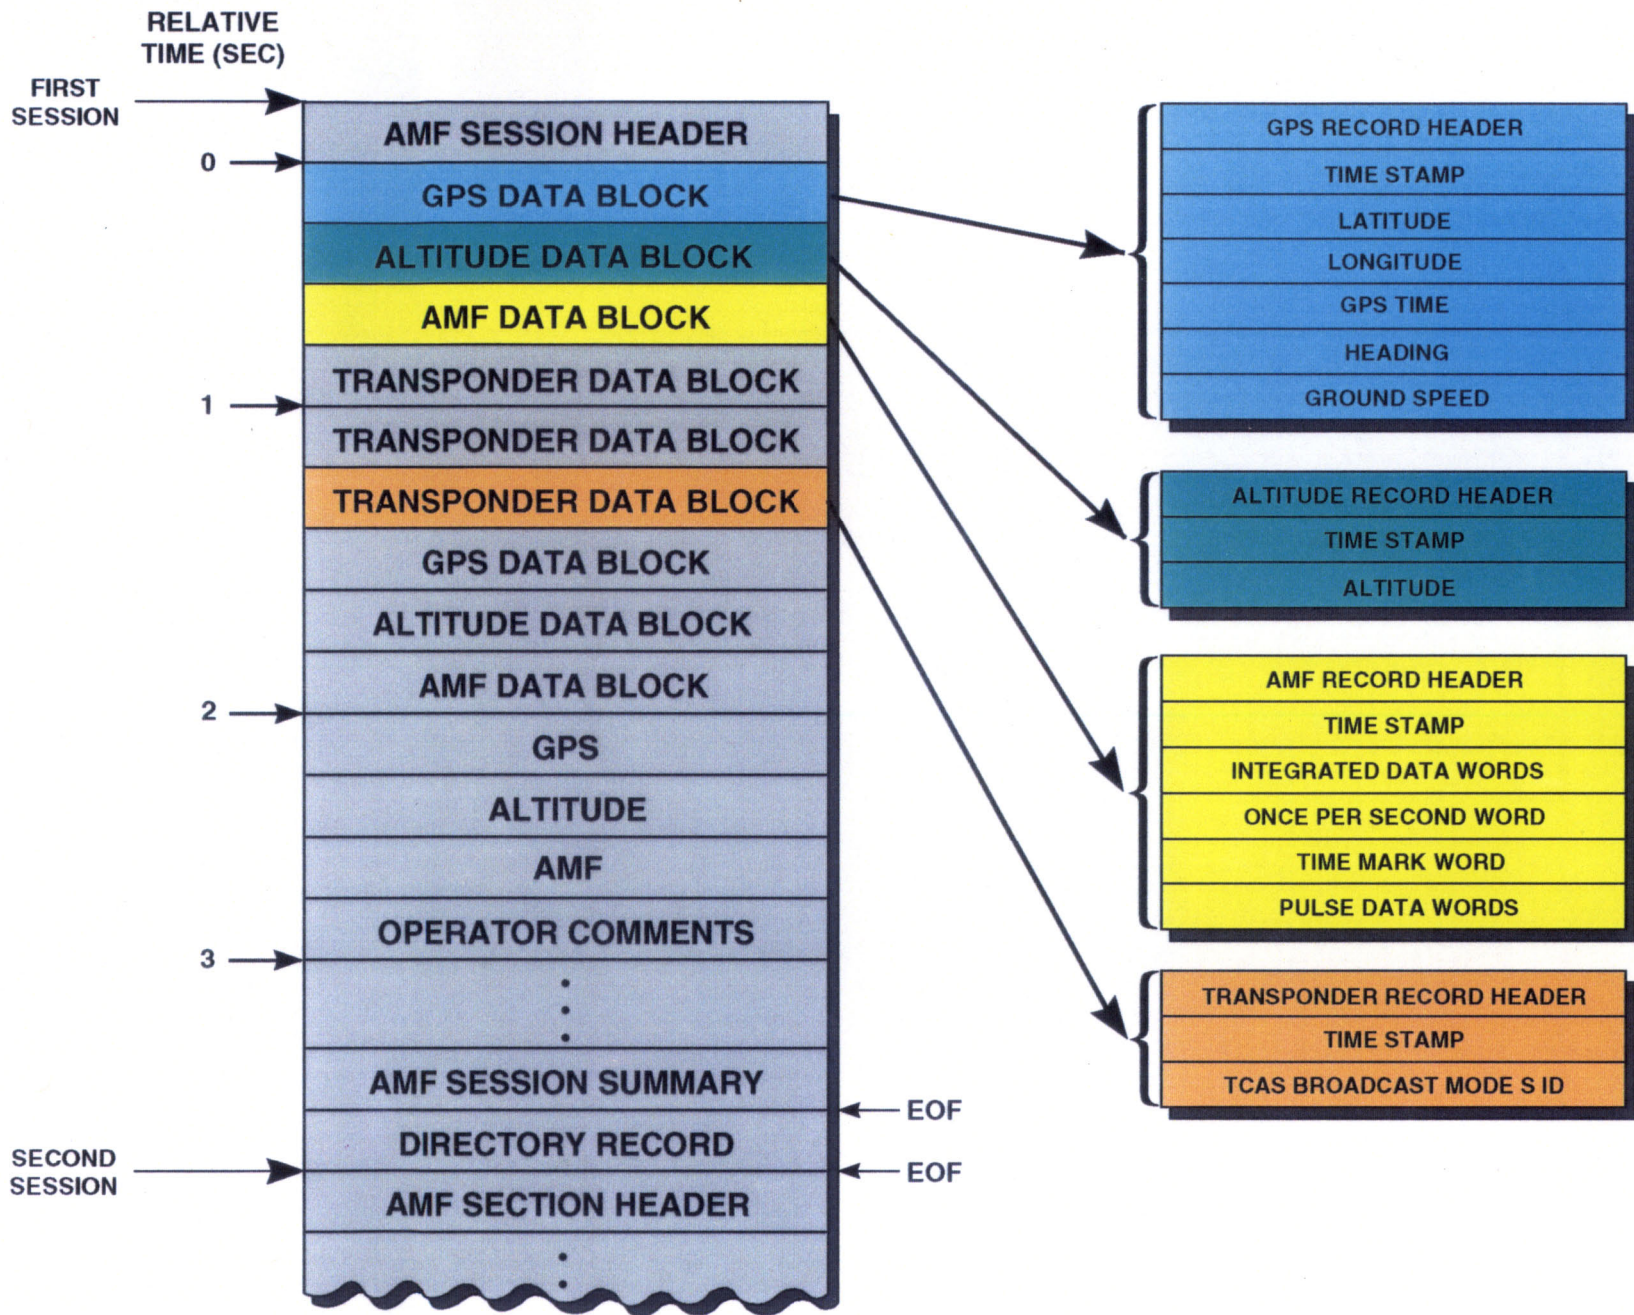 RELATIVE
TIME (SEC)
FIRST
SESSION
AMF SESSION HEADER
0
GPS DATA BLOCK
ALTITUDE DATA BLOCK
AMF DATA BLOCK
TRANSPONDER DATA BLOCK
1
TRANSPONDER DATA BLOCK
TRANSPONDER DATA BLOCK
GPS DATA BLOCK
ALTITUDE DATA BLOCK
AMF DATA BLOCK
2
GPS
ALTITUDE
AMF
OPERATOR COMMENTS
3
AMF SESSION SUMMARY
EOF
DIRECTORY RECORD
SECOND
SESSION
EOF
AMF SECTION HEADER
GPS RECORD HEADER
TIME STAMP
LATITUDE
LONGITUDE
GPS TIME
HEADING
GROUND SPEED
ALTITUDE RECORD HEADER
TIME STAMP
ALTITUDE
AMF RECORD HEADER
TIME STAMP
INTEGRATED DATA WORDS
ONCE PER SECOND WORD
TIME MARK WORD
PULSE DATA WORDS
TRANSPONDER RECORD HEADER
TIME STAMP
TCAS BROADCAST MODE S ID